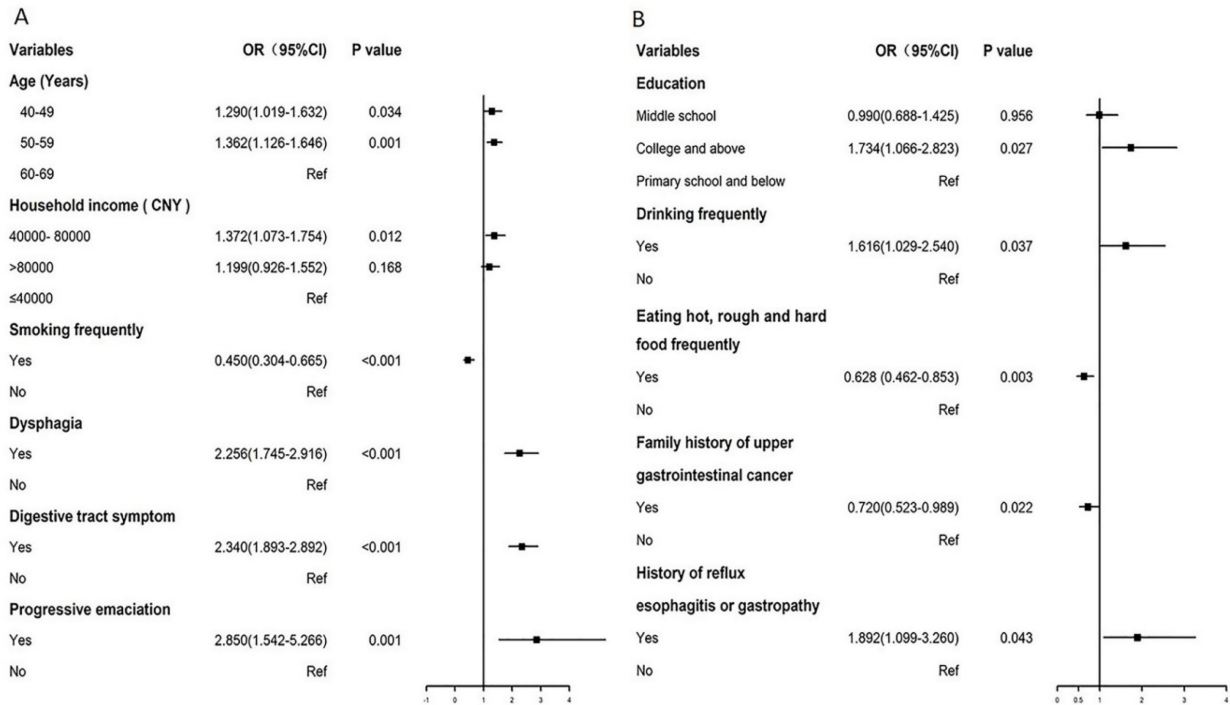 A
Variables OR（95%CI) P value
Age (Years)
40-49 1.290(1.019-1.632) 0.034
50-59 1.362(1.126-1.646) 0.001
60-69 Ref
Household income ( CNY )
40000- 80000 1.372(1.073-1.754) 0.012
>80000 1.199(0.926-1.552) 0.168
≤40000 Ref
Smoking frequently
Yes 0.450(0.304-0.665) <0.001
No Ref
Dysphagia
Yes 2.256(1.745-2.916) <0.001
No Ref
Digestive tract symptom
Yes 2.340(1.893-2.892) <0.001
No Ref
Progressive emaciation
Yes 2.850(1.542-5.266) 0.001
No Ref
-1 0 1 2 3 4
B
Variables OR（95%CI) P value
Education
Middle school 0.990(0.688-1.425) 0.956
College and above 1.734(1.066-2.823) 0.027
Primary school and below Ref
Drinking frequently
Yes 1.616(1.029-2.540) 0.037
No Ref
Eating hot, rough and hard
food frequently
Yes 0.628 (0.462-0.853) 0.003
No Ref
Family history of upper
gastrointestinal cancer
Yes 0.720(0.523-0.989) 0.022
No Ref
History of reflux
esophagitis or gastropathy
Yes 1.892(1.099-3.260) 0.043
No Ref
0 0.5 1 2 3 4